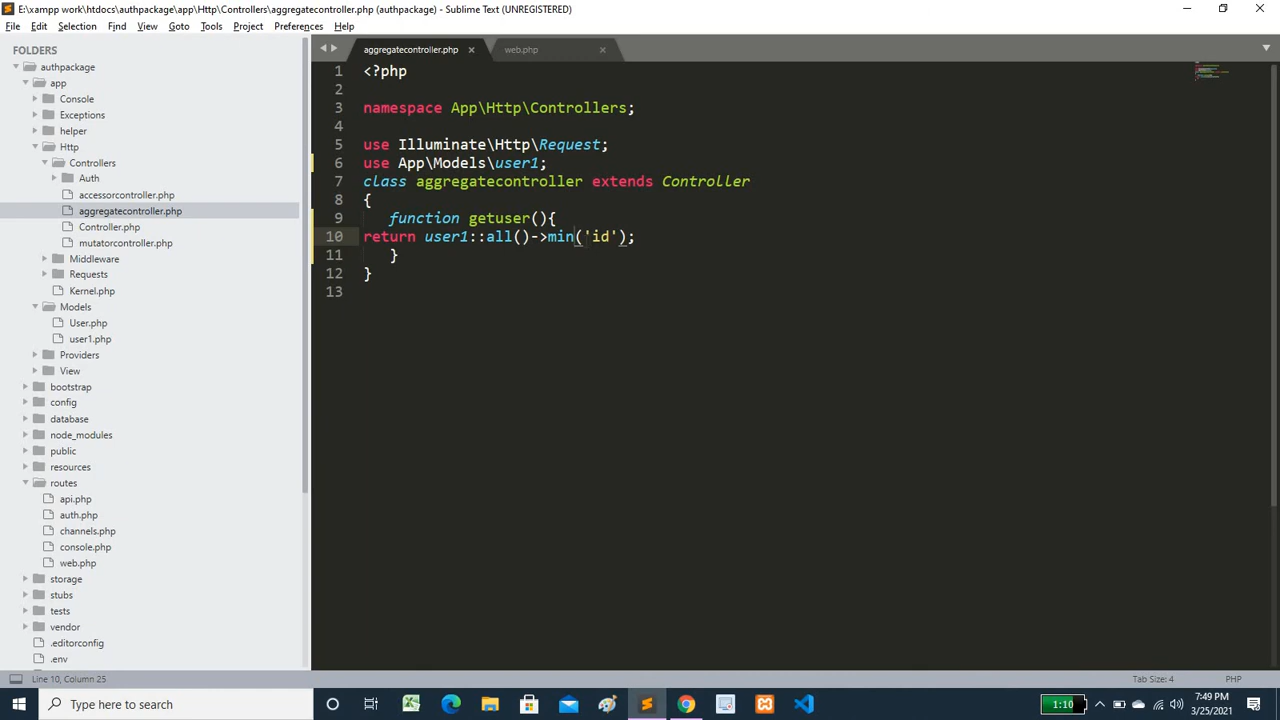 E:\xampp work\htdocs\authpackage\app\Http\Controllers\aggregatecontroller.php (authpackage) - Sublime Text (UNREGISTERED)
File Edit Selection Find View Goto Tools Project Preferences Help
FOLDERS
authpackage
app
Console
Exceptions
helper
Http
Controllers
Auth
accessorcontroller.php
aggregatecontroller.php
Controller.php
mutatorcontroller.php
Middleware
Requests
Kernel.php
Models
User.php
user1.php
Providers
View
bootstrap
config
database
node_modules
public
resources
routes
api.php
auth.php
channels.php
console.php
web.php
storage
stubs
tests
vendor
.editorconfig
.env
aggregatecontroller.php web.php
1 <?php
2
3 namespace App\Http\Controllers;
4
5 use Illuminate\Http\Request;
6 use App\Models\user1;
7 class aggregatecontroller extends Controller
8 {
9 function getuser(){
10 return user1::all()->min('id');
11 }
12 }
13
Line 10, Column 25 Tab Size: 4 PHP
Type here to search
1:10
7:49 PM
3/25/2021